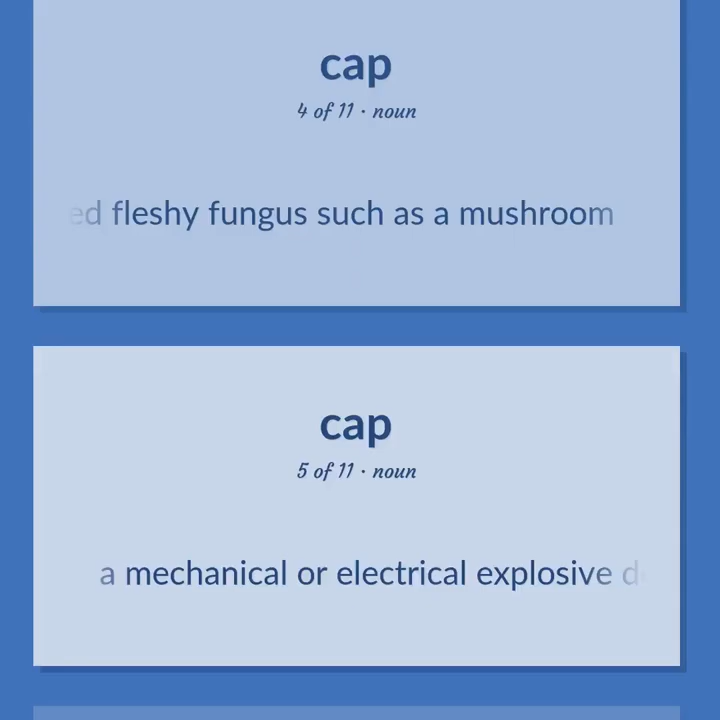 cap
4 of 11 · noun
fleshy fungus such as a mushroom
cap
5 of 11 · noun
a mechanical or electrical explosive